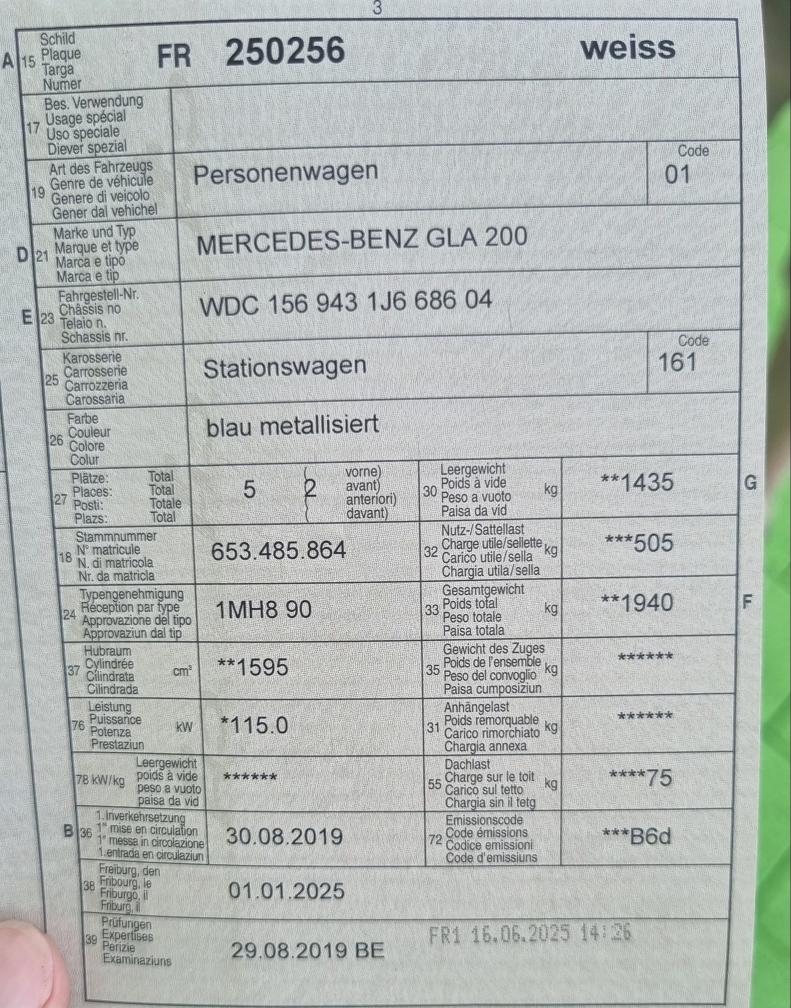 3
A 15 Schild Plaque Targa Numer FR 250256 weiss
17 Bes. Verwendung Usage spécial Uso speciale Diever spezial
19 Art des Fahrzeugs Genre de véhicule Genere di veicolo Gener dal vehichel Personenwagen Code 01
D 21 Marke und Typ Marque et type Marca e tipo Marca e tip MERCEDES-BENZ GLA 200
E 23 Fahrgestell-Nr. Châssis no Telaio n. Schassis nr. WDC 156 943 1J6 686 04
25 Karosserie Carrosserie Carrozzeria Carossaria Stationswagen Code 161
26 Farbe Couleur Colore Colur blau metallisiert
27 Plätze: Total Places: Total Posti: Totale Plazs: Total 5 ( 2 vorne) avant) anteriori) davant)
30 Leergewicht Poids à vide Peso a vuoto Paisa da vid kg **1435 G
18 Stammnummer N° matricule N. di matricola Nr. da matricla 653.485.864
32 Nutz-/Sattellast Charge utile/sellette Carico utile/sella Chargia utila/sella kg ***505
24 Typengenehmigung Réception par type Approvazione del tipo Approvaziun dal tip 1MH8 90
33 Gesamtgewicht Poids total Peso totale Paisa totala kg **1940 F
37 Hubraum Cylindrée Cilindrata Cilindrada cm³ **1595
35 Gewicht des Zuges Poids de l'ensemble Peso del convoglio Paisa cumposiziun kg ******
76 Leistung Puissance Potenza Prestaziun kW *115.0
31 Anhängelast Poids remorquable Carico rimorchiato Chargia annexa kg ******
78 kW/kg Leergewicht poids à vide peso a vuoto paisa da vid ******
55 Dachlast Charge sur le toit Carico sul tetto Chargia sin il tetg kg ****75
B 36 1.Inverkehrsetzung 1re mise en circulation 1a messa in circolazione 1.entrada en circulaziun 30.08.2019
72 Emissionscode Code émissions Codice emissioni Code d'emissiuns ***B6d
38 Freiburg, den Fribourg, le Friburgo, il Friburg, il 01.01.2025
39 Prüfungen Expertises Perizie Examinaziuns 29.08.2019 BE
FR1 16.06.2025 14:26